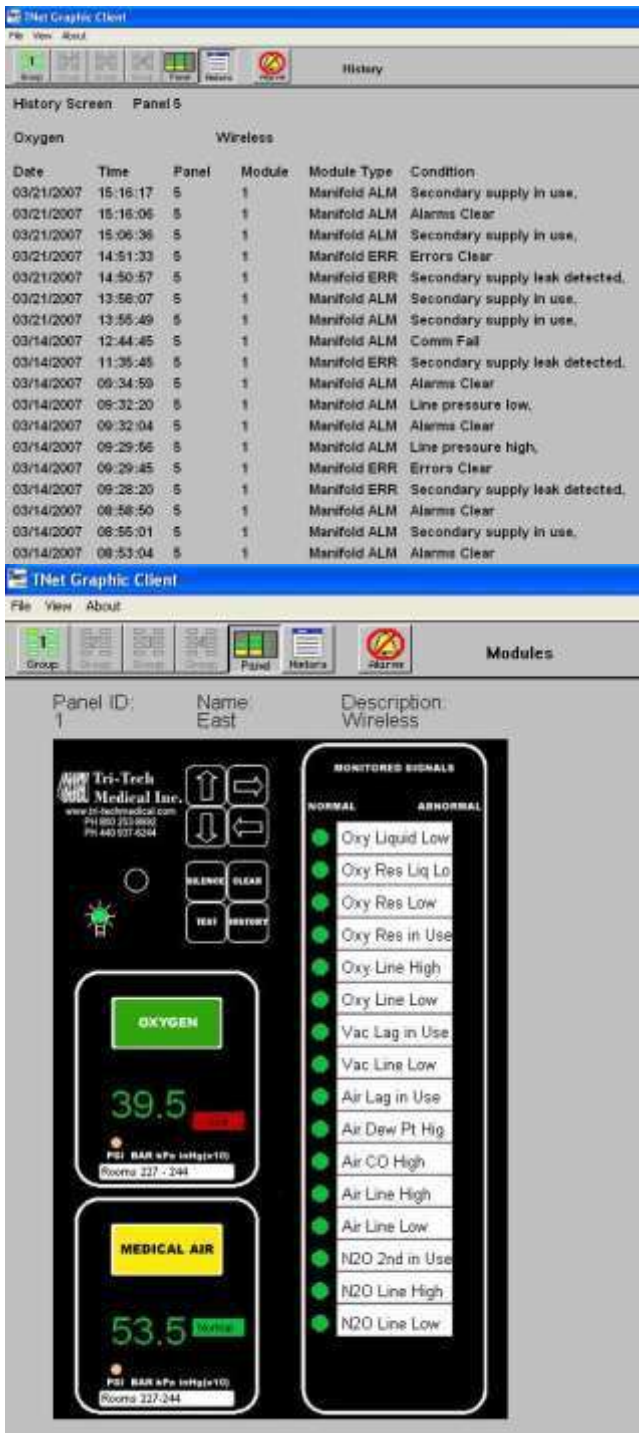 TNet Graphic Client
File View About
1
Group Panel History Alarms History
History Screen Panel 5
Oxygen Wireless
Date Time Panel Module Module Type Condition
03/21/2007 15:16:17 5 1 Manifold ALM Secondary supply in use,
03/21/2007 15:16:06 5 1 Manifold ALM Alarms Clear
03/21/2007 15:06:36 5 1 Manifold ALM Secondary supply in use,
03/21/2007 14:51:33 5 1 Manifold ERR Errors Clear
03/21/2007 14:50:57 5 1 Manifold ERR Secondary supply leak detected,
03/21/2007 13:56:07 5 1 Manifold ALM Secondary supply in use,
03/21/2007 13:55:49 5 1 Manifold ALM Secondary supply in use,
03/14/2007 12:44:45 5 1 Manifold ALM Comm Fail
03/14/2007 11:35:45 5 1 Manifold ERR Secondary supply leak detected,
03/14/2007 09:34:59 5 1 Manifold ALM Alarms Clear
03/14/2007 09:32:20 5 1 Manifold ALM Line pressure low,
03/14/2007 09:32:04 5 1 Manifold ALM Alarms Clear
03/14/2007 09:29:56 5 1 Manifold ALM Line pressure high,
03/14/2007 09:29:45 5 1 Manifold ERR Errors Clear
03/14/2007 09:28:20 5 1 Manifold ERR Secondary supply leak detected,
03/14/2007 08:58:50 5 1 Manifold ALM Alarms Clear
03/14/2007 08:55:01 5 1 Manifold ALM Secondary supply in use,
03/14/2007 08:53:04 5 1 Manifold ALM Alarms Clear
TNet Graphic Client
File View About
1
Group Group Group Group Panel History Alarms Modules
Panel ID: Name: Description:
1 East Wireless
Tri-Tech
Medical Inc.
www.tri-techmedical.com
PH 800 253-8692
PH 440 937-6244
SILENCE CLEAR
TEST HISTORY
OXYGEN
39.5
PSI BAR kPa inHg(x10)
Rooms 227 - 244
MEDICAL AIR
53.5 Normal
PSI BAR kPa inHg(x10)
Rooms 227-244
MONITORED SIGNALS
NORMAL ABNORMAL
Oxy Liquid Low
Oxy Res Liq Lo
Oxy Res Low
Oxy Res in Use
Oxy Line High
Oxy Line Low
Vac Lag in Use
Vac Line Low
Air Lag in Use
Air Dew Pt Hig
Air CO High
Air Line High
Air Line Low
N2O 2nd in Use
N2O Line High
N2O Line Low